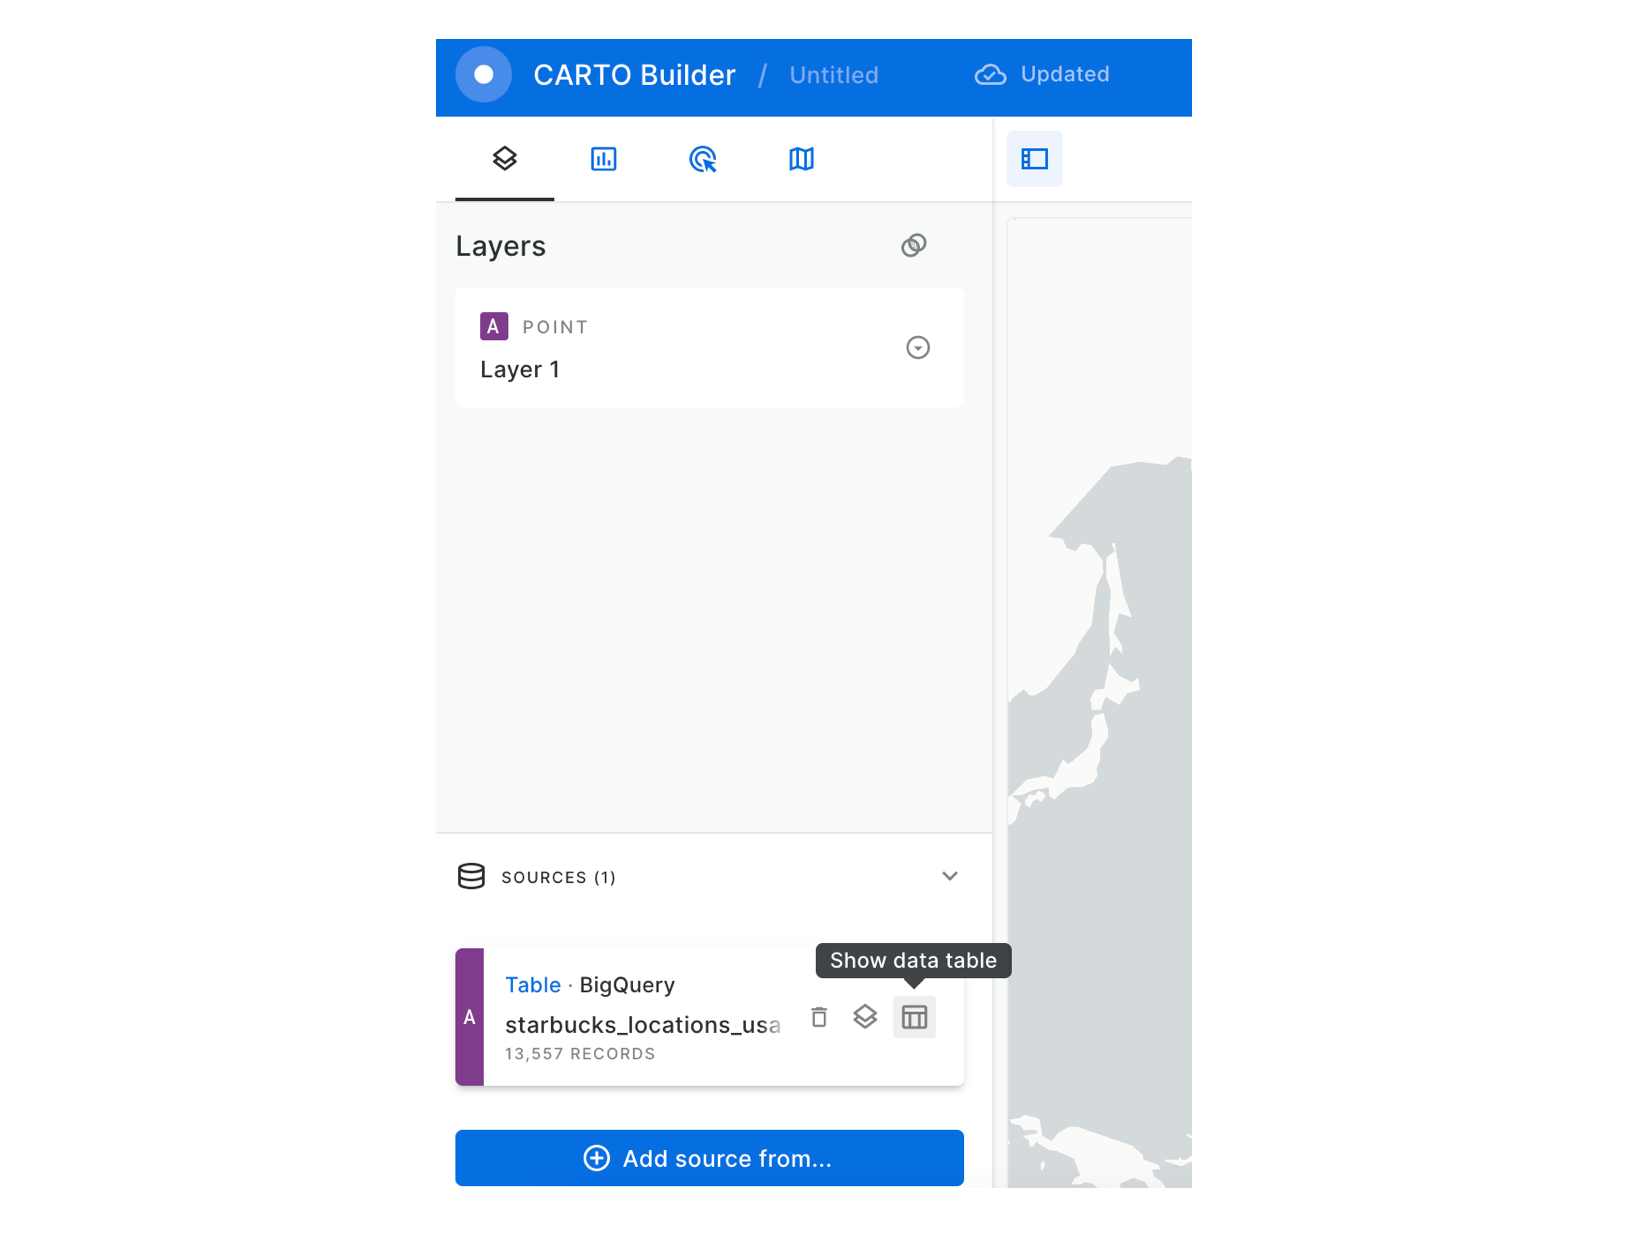 CARTO Builder / Untitled Updated
Layers
A POINT
Layer 1
SOURCES (1)
Show data table
Table · BigQuery
A
starbucks_locations_usa
13,557 RECORDS
Add source from...